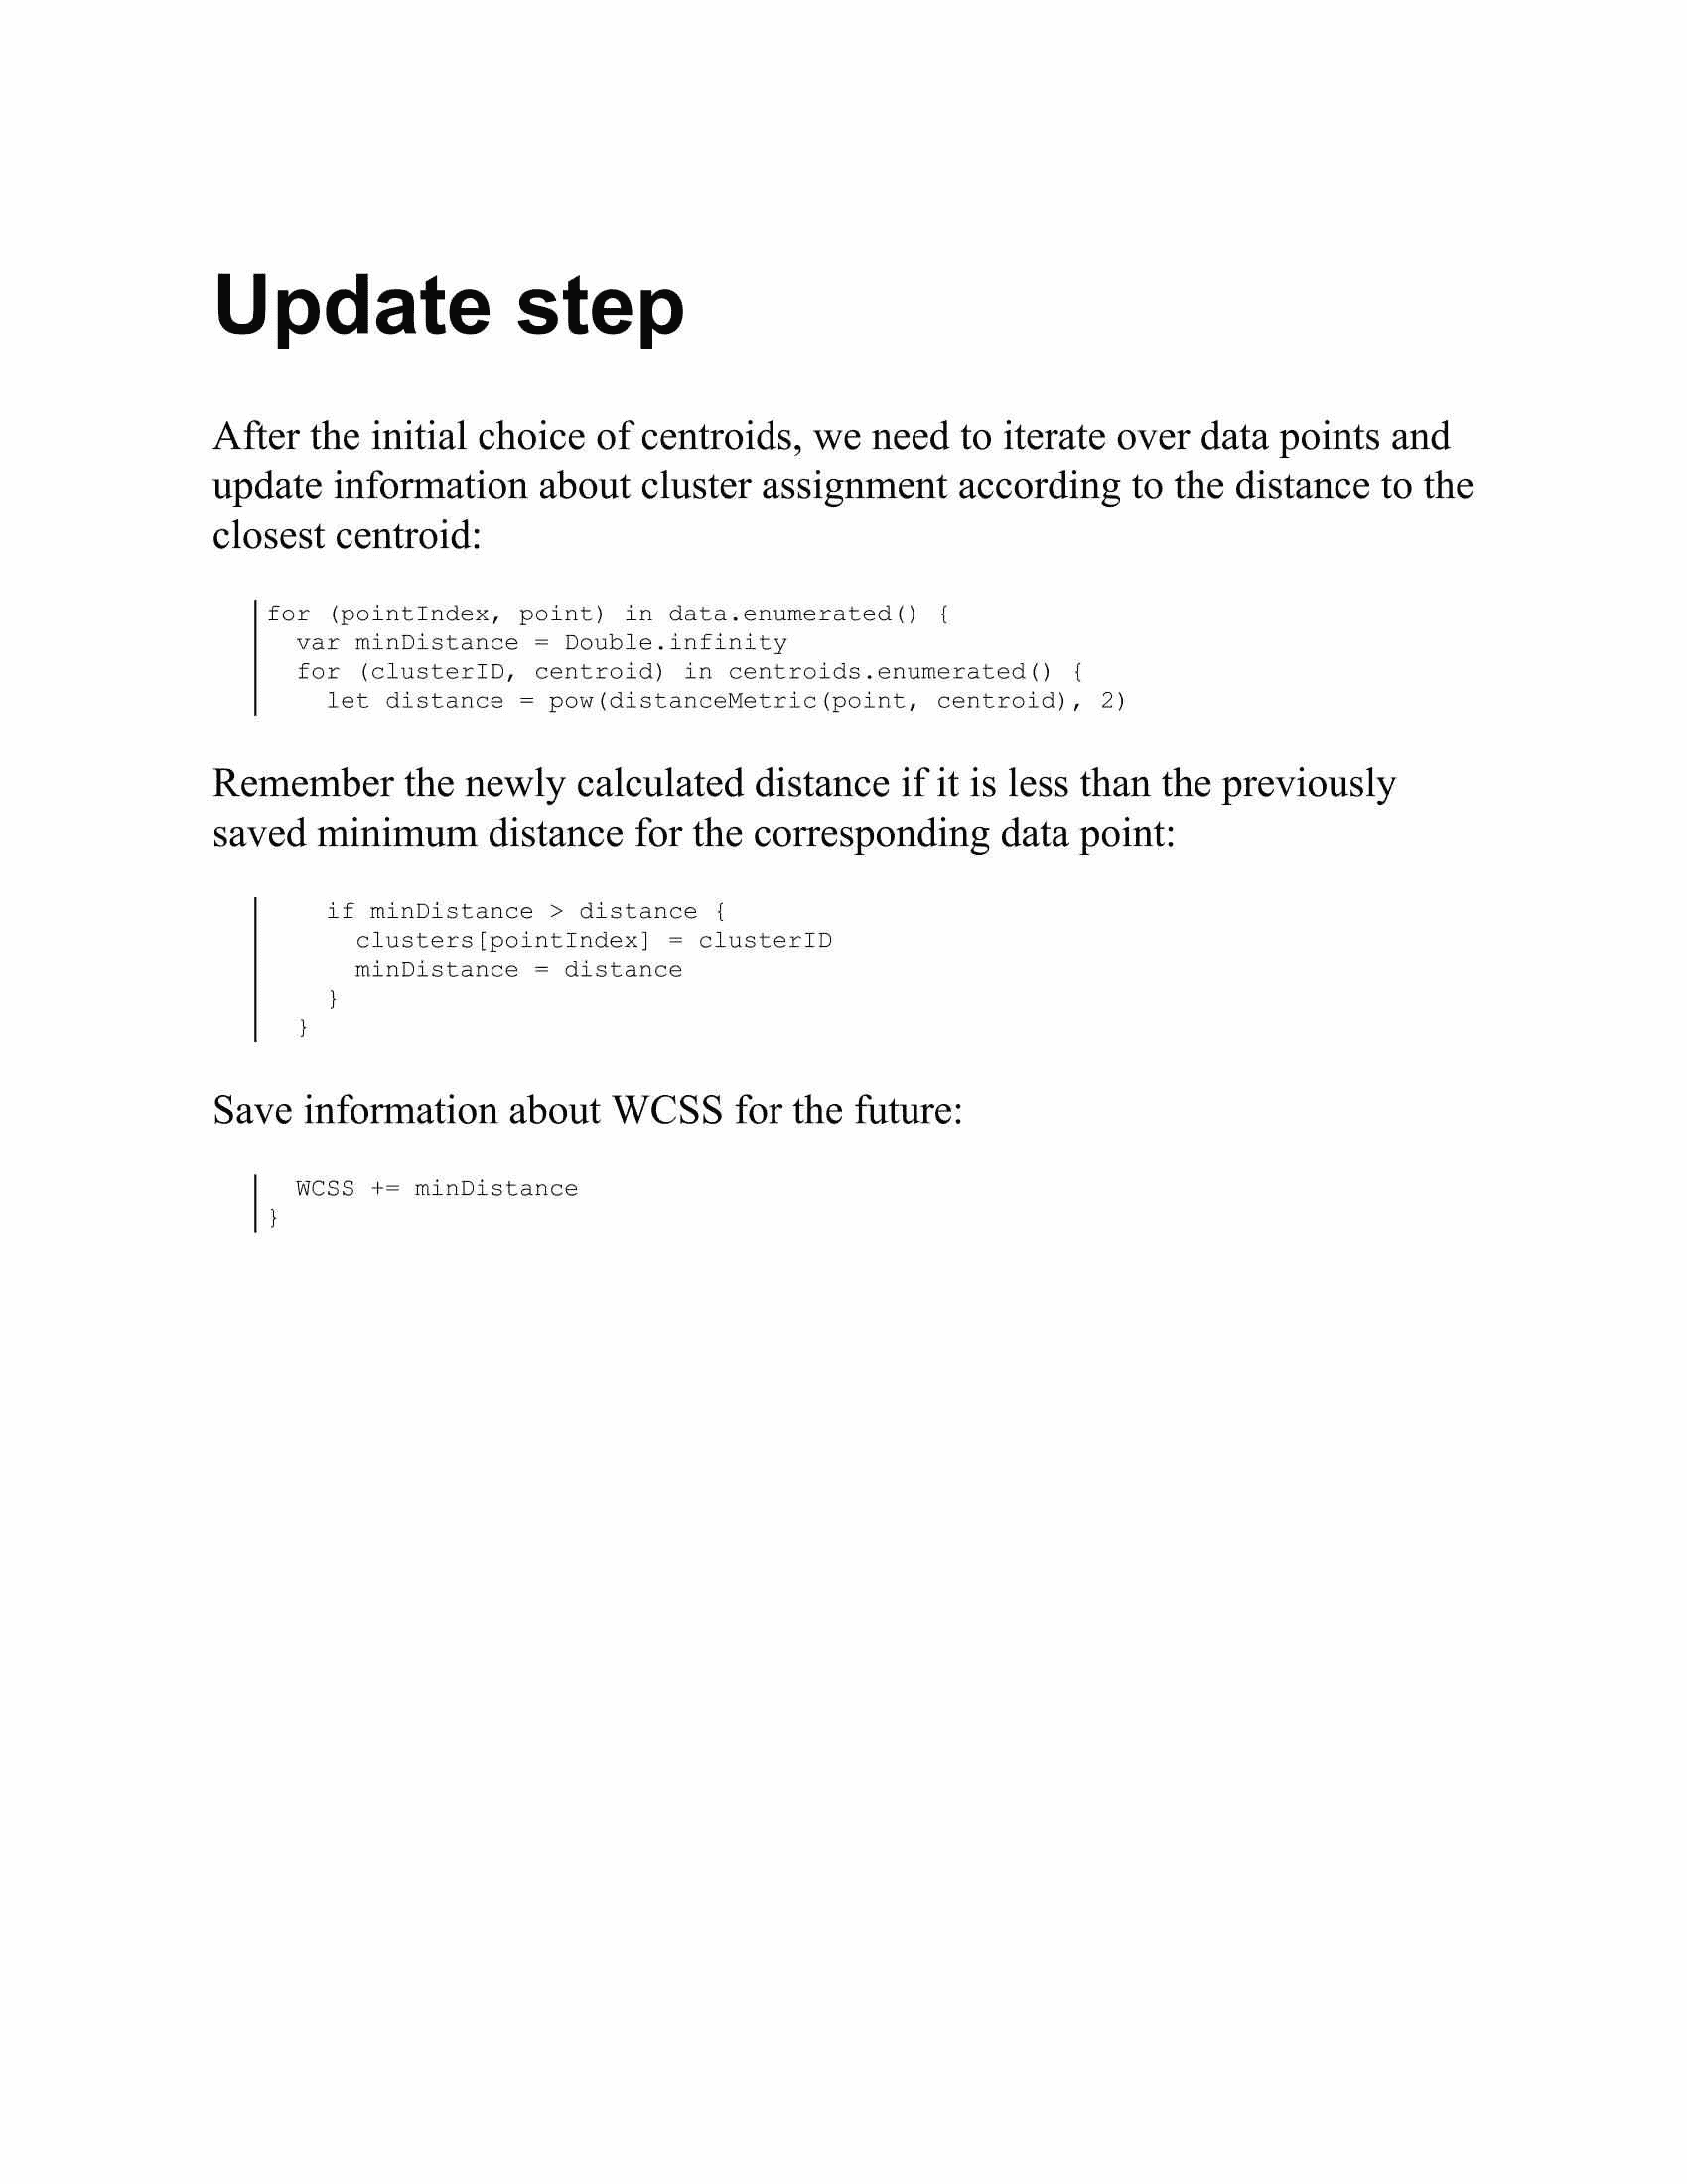 Update step
After the initial choice of centroids, we need to iterate over data points and
update information about cluster assignment according to the distance to the
closest centroid:
for (pointIndex, point) in data.enumerated() {
  var minDistance = Double.infinity
  for (clusterID, centroid) in centroids.enumerated() {
    let distance = pow(distanceMetric(point, centroid), 2)
Remember the newly calculated distance if it is less than the previously
saved minimum distance for the corresponding data point:
    if minDistance > distance {
      clusters[pointIndex] = clusterID
      minDistance = distance
    }
  }
Save information about WCSS for the future:
  WCSS += minDistance
}